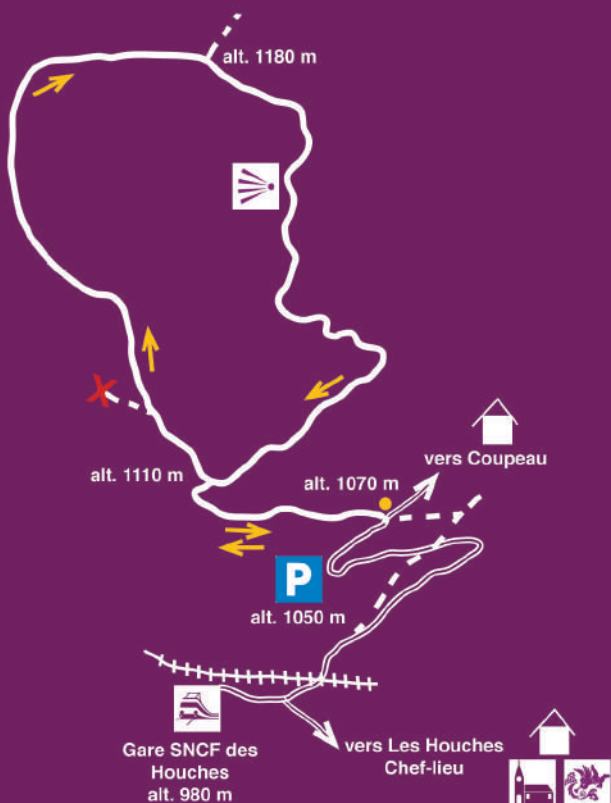 alt. 1180 m
vers Coupeau
alt. 1110 m
alt. 1070 m
P
alt. 1050 m
Gare SNCF des
Houches
alt. 980 m
vers Les Houches
Chef-lieu